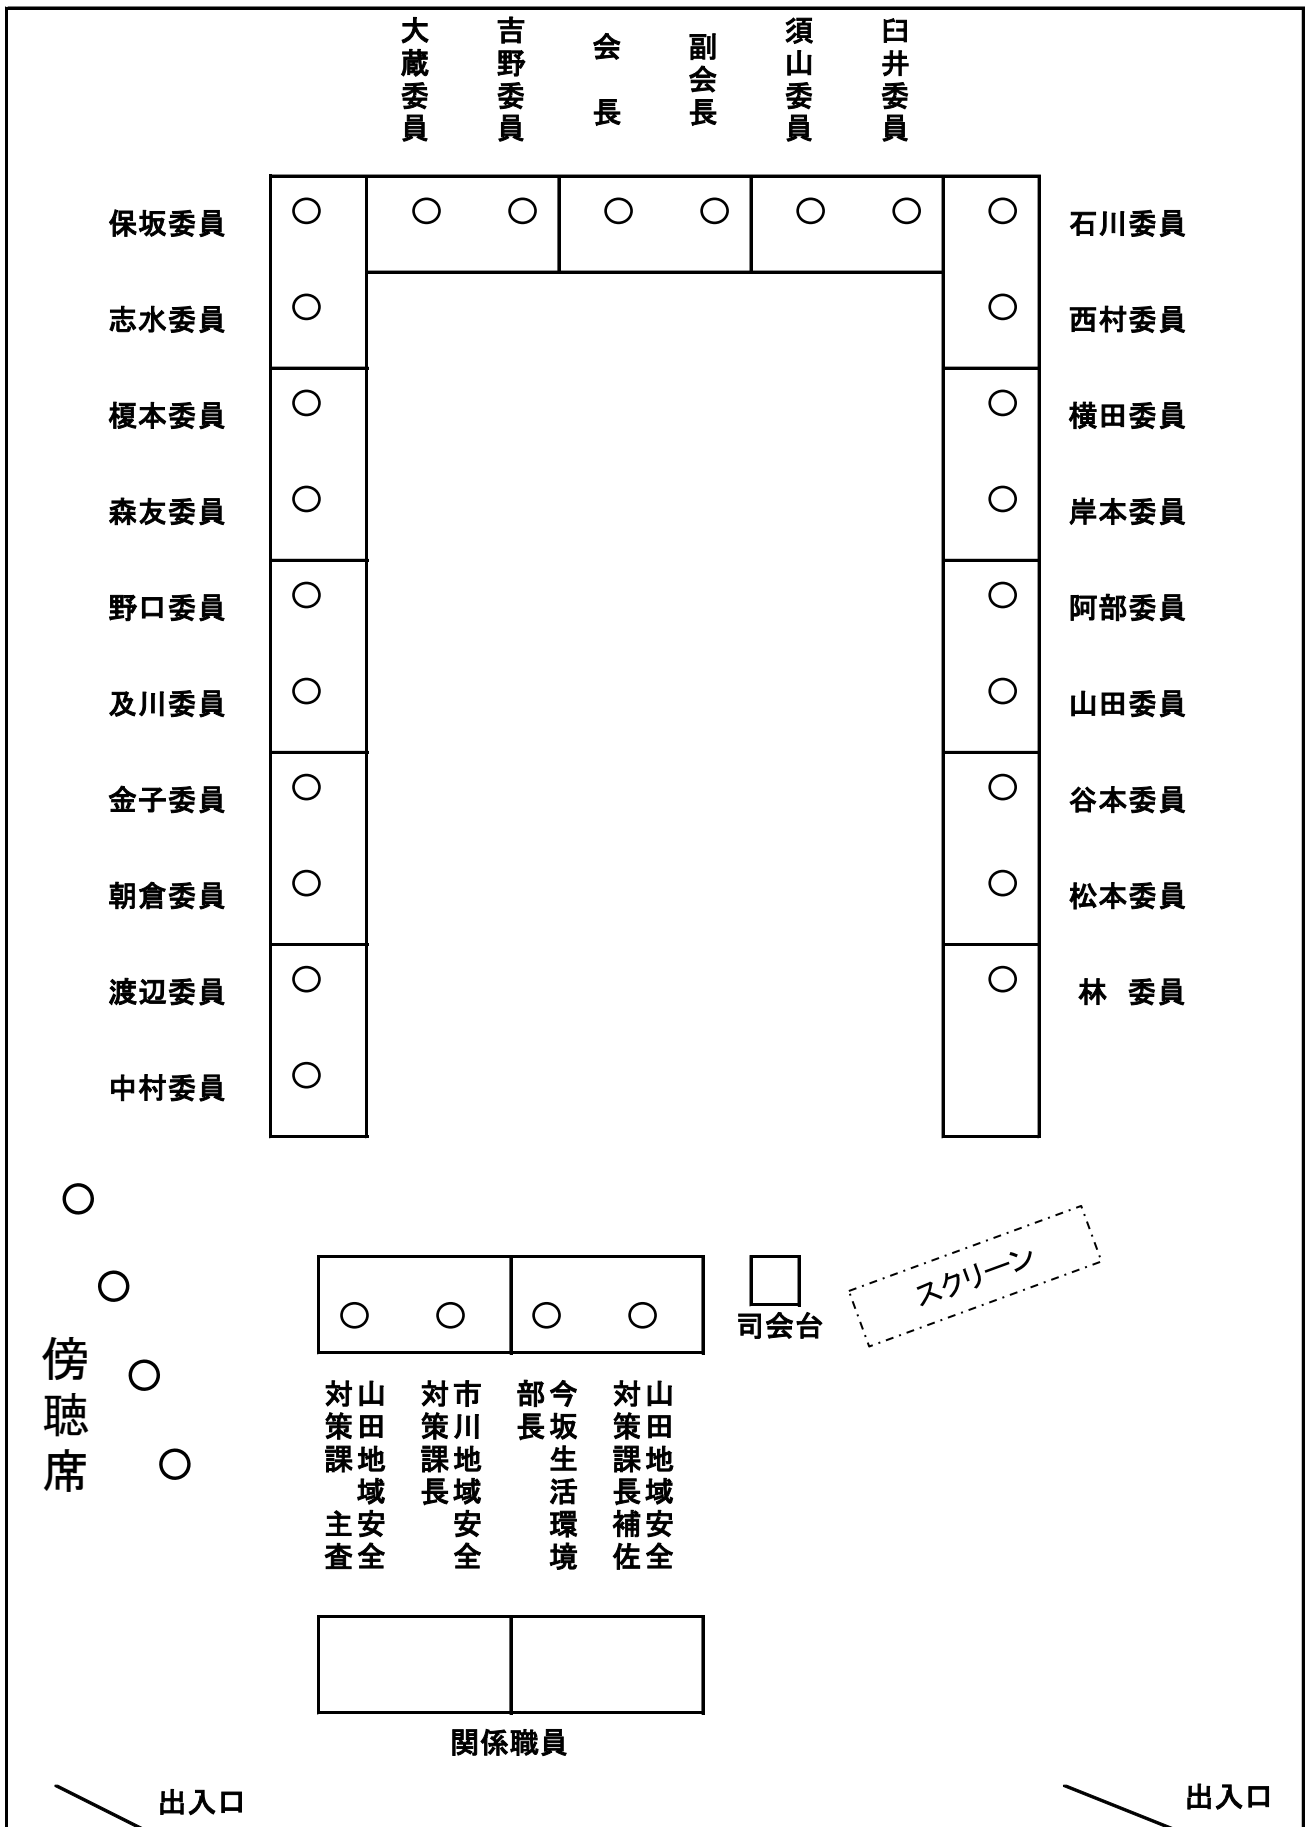 大蔵委員
吉野委員
会 長
副会長
須山委員
臼井委員
保坂委員
石川委員
志水委員
西村委員
榎本委員
横田委員
森友委員
岸本委員
野口委員
阿部委員
及川委員
山田委員
金子委員
谷本委員
朝倉委員
松本委員
渡辺委員
林 委員
中村委員
スクリーン
司会台
傍聴席
山田地域安全
対策課 主査
市川地域安全
対策課長
今坂生活環境
部長
山田地域安全
対策課長補佐
関係職員
出入口
出入口